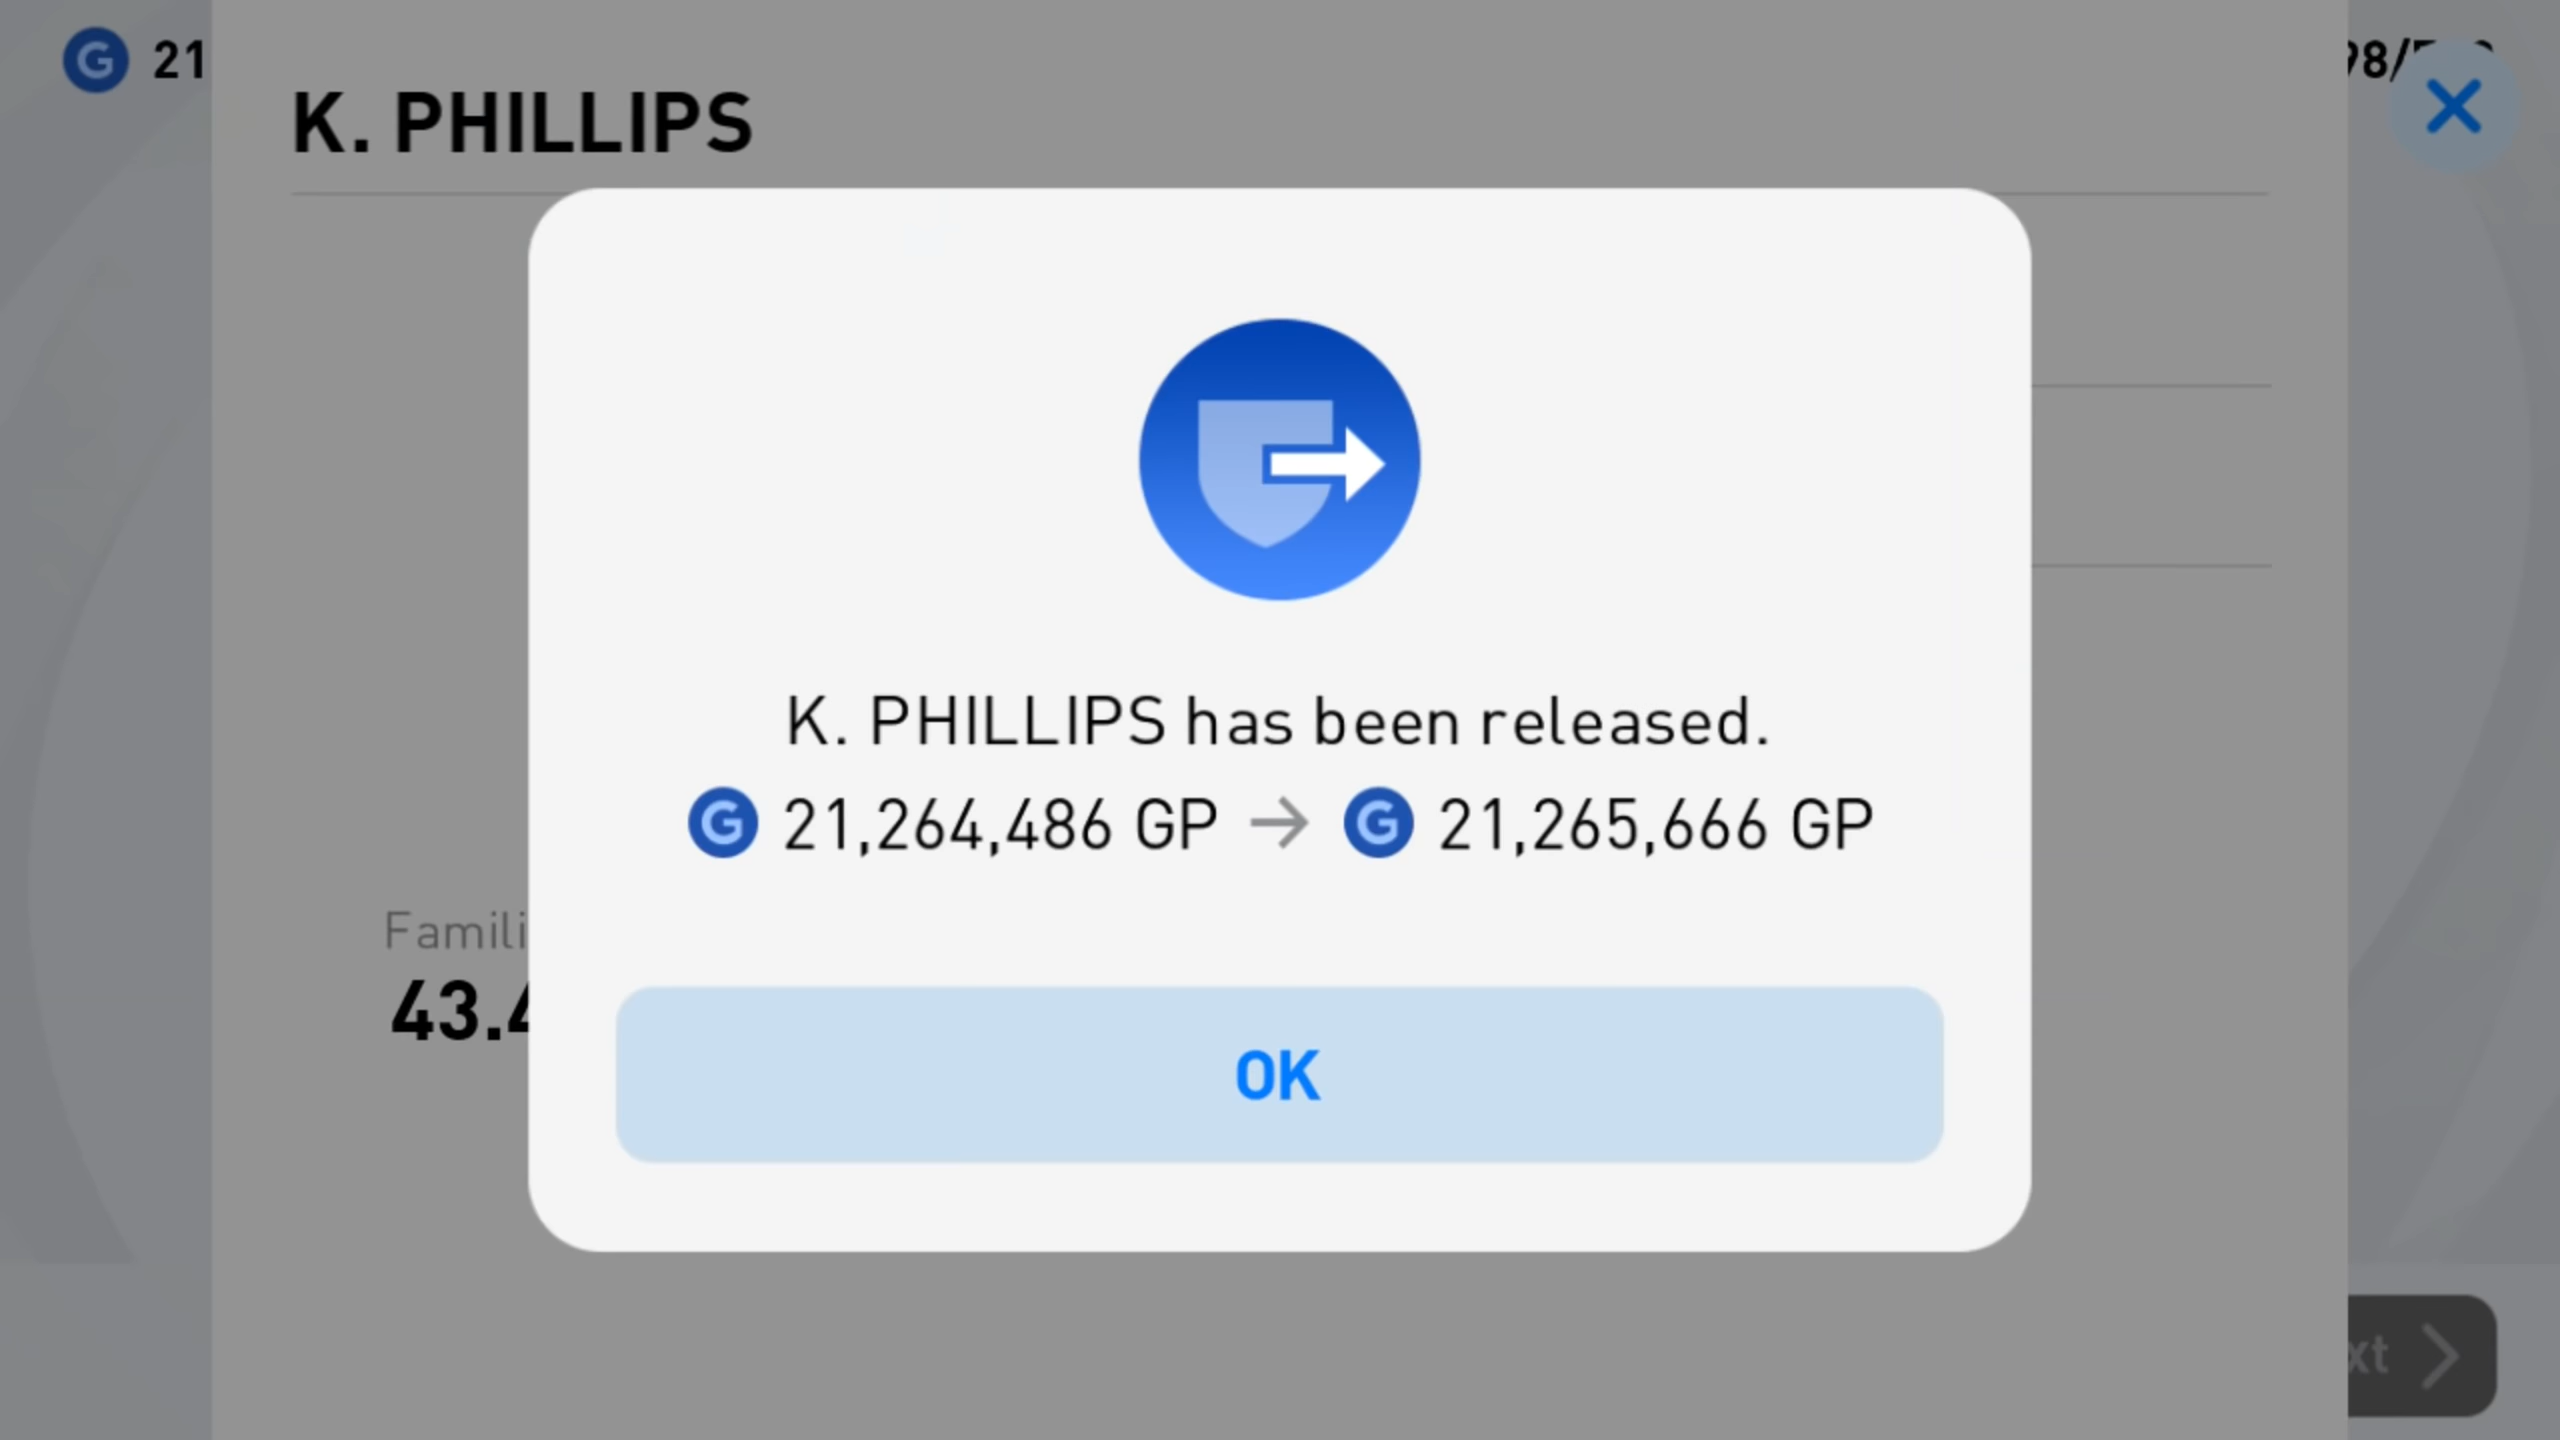 21
K. PHILLIPS
K. PHILLIPS has been released.
G 21,264,486 GP → G 21,265,666 GP
OK